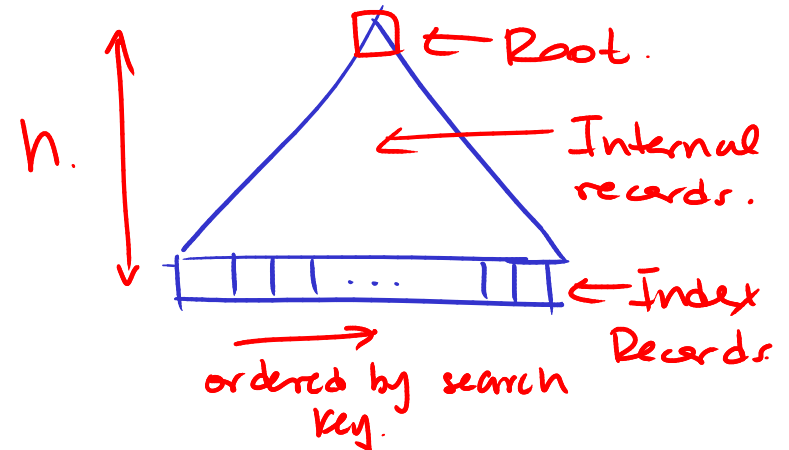 Root.
h.
Internal
records.
...
Index
Records.
ordered by search
key.